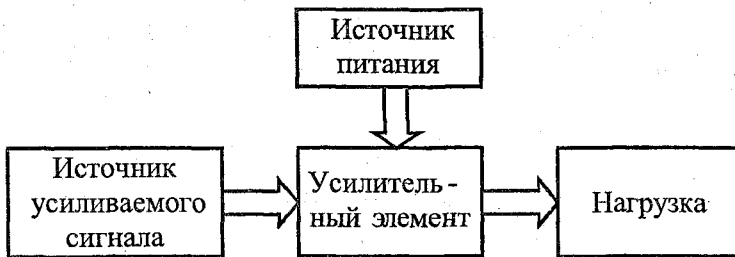 Источник
питания
Источник
усиливаемого
сигнала
Усилитель -
ный элемент
Нагрузка